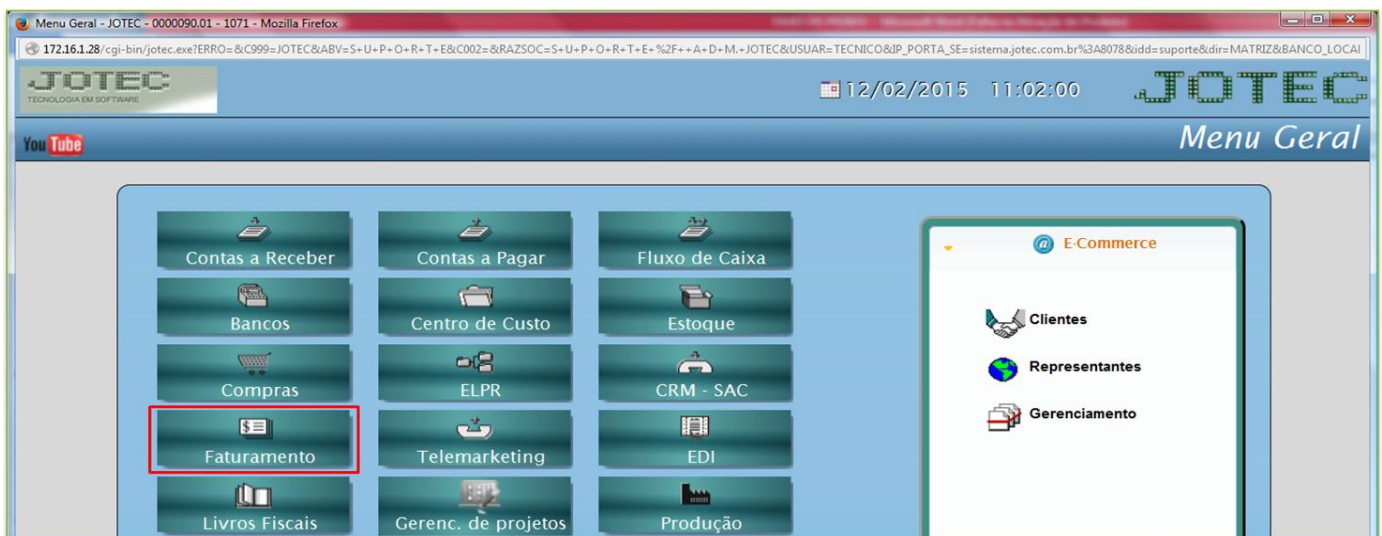 Menu Geral - JOTEC - 0000090.01 - 1071 - Mozilla Firefox
172.16.1.28/cgi-bin/jotec.exe?ERRO=&C999=JOTEC&ABV=S+U+P+O+R+T+E&C002=&RAZSOC=S+U+P+O+R+T+E+%2F++A+D+M.+JOTEC&USUAR=TECNICO&IP_PORTA_SE=sistema.jotec.com.br%3A8078&idd=suporte&dir=MATRIZ&BANCO_LOCAI
JOTEC
TECNOLOGIA EM SOFTWARE
12/02/2015 11:02:00
JOTEC
You Tube
Menu Geral
Contas a Receber
Contas a Pagar
Fluxo de Caixa
Bancos
Centro de Custo
Estoque
Compras
ELPR
CRM - SAC
Faturamento
Telemarketing
EDI
Livros Fiscais
Gerenc. de projetos
Produção
@ E-Commerce
Clientes
Representantes
Gerenciamento